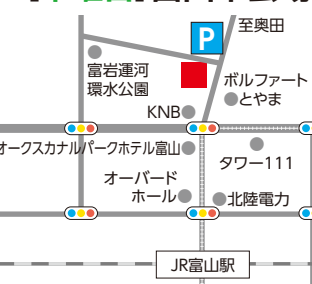 至奥田
P
富岩運河
環水公園
ボルファート
とやま
KNB
オークスカナルパークホテル富山
タワー111
オーバード
ホール
北陸電力
JR富山駅